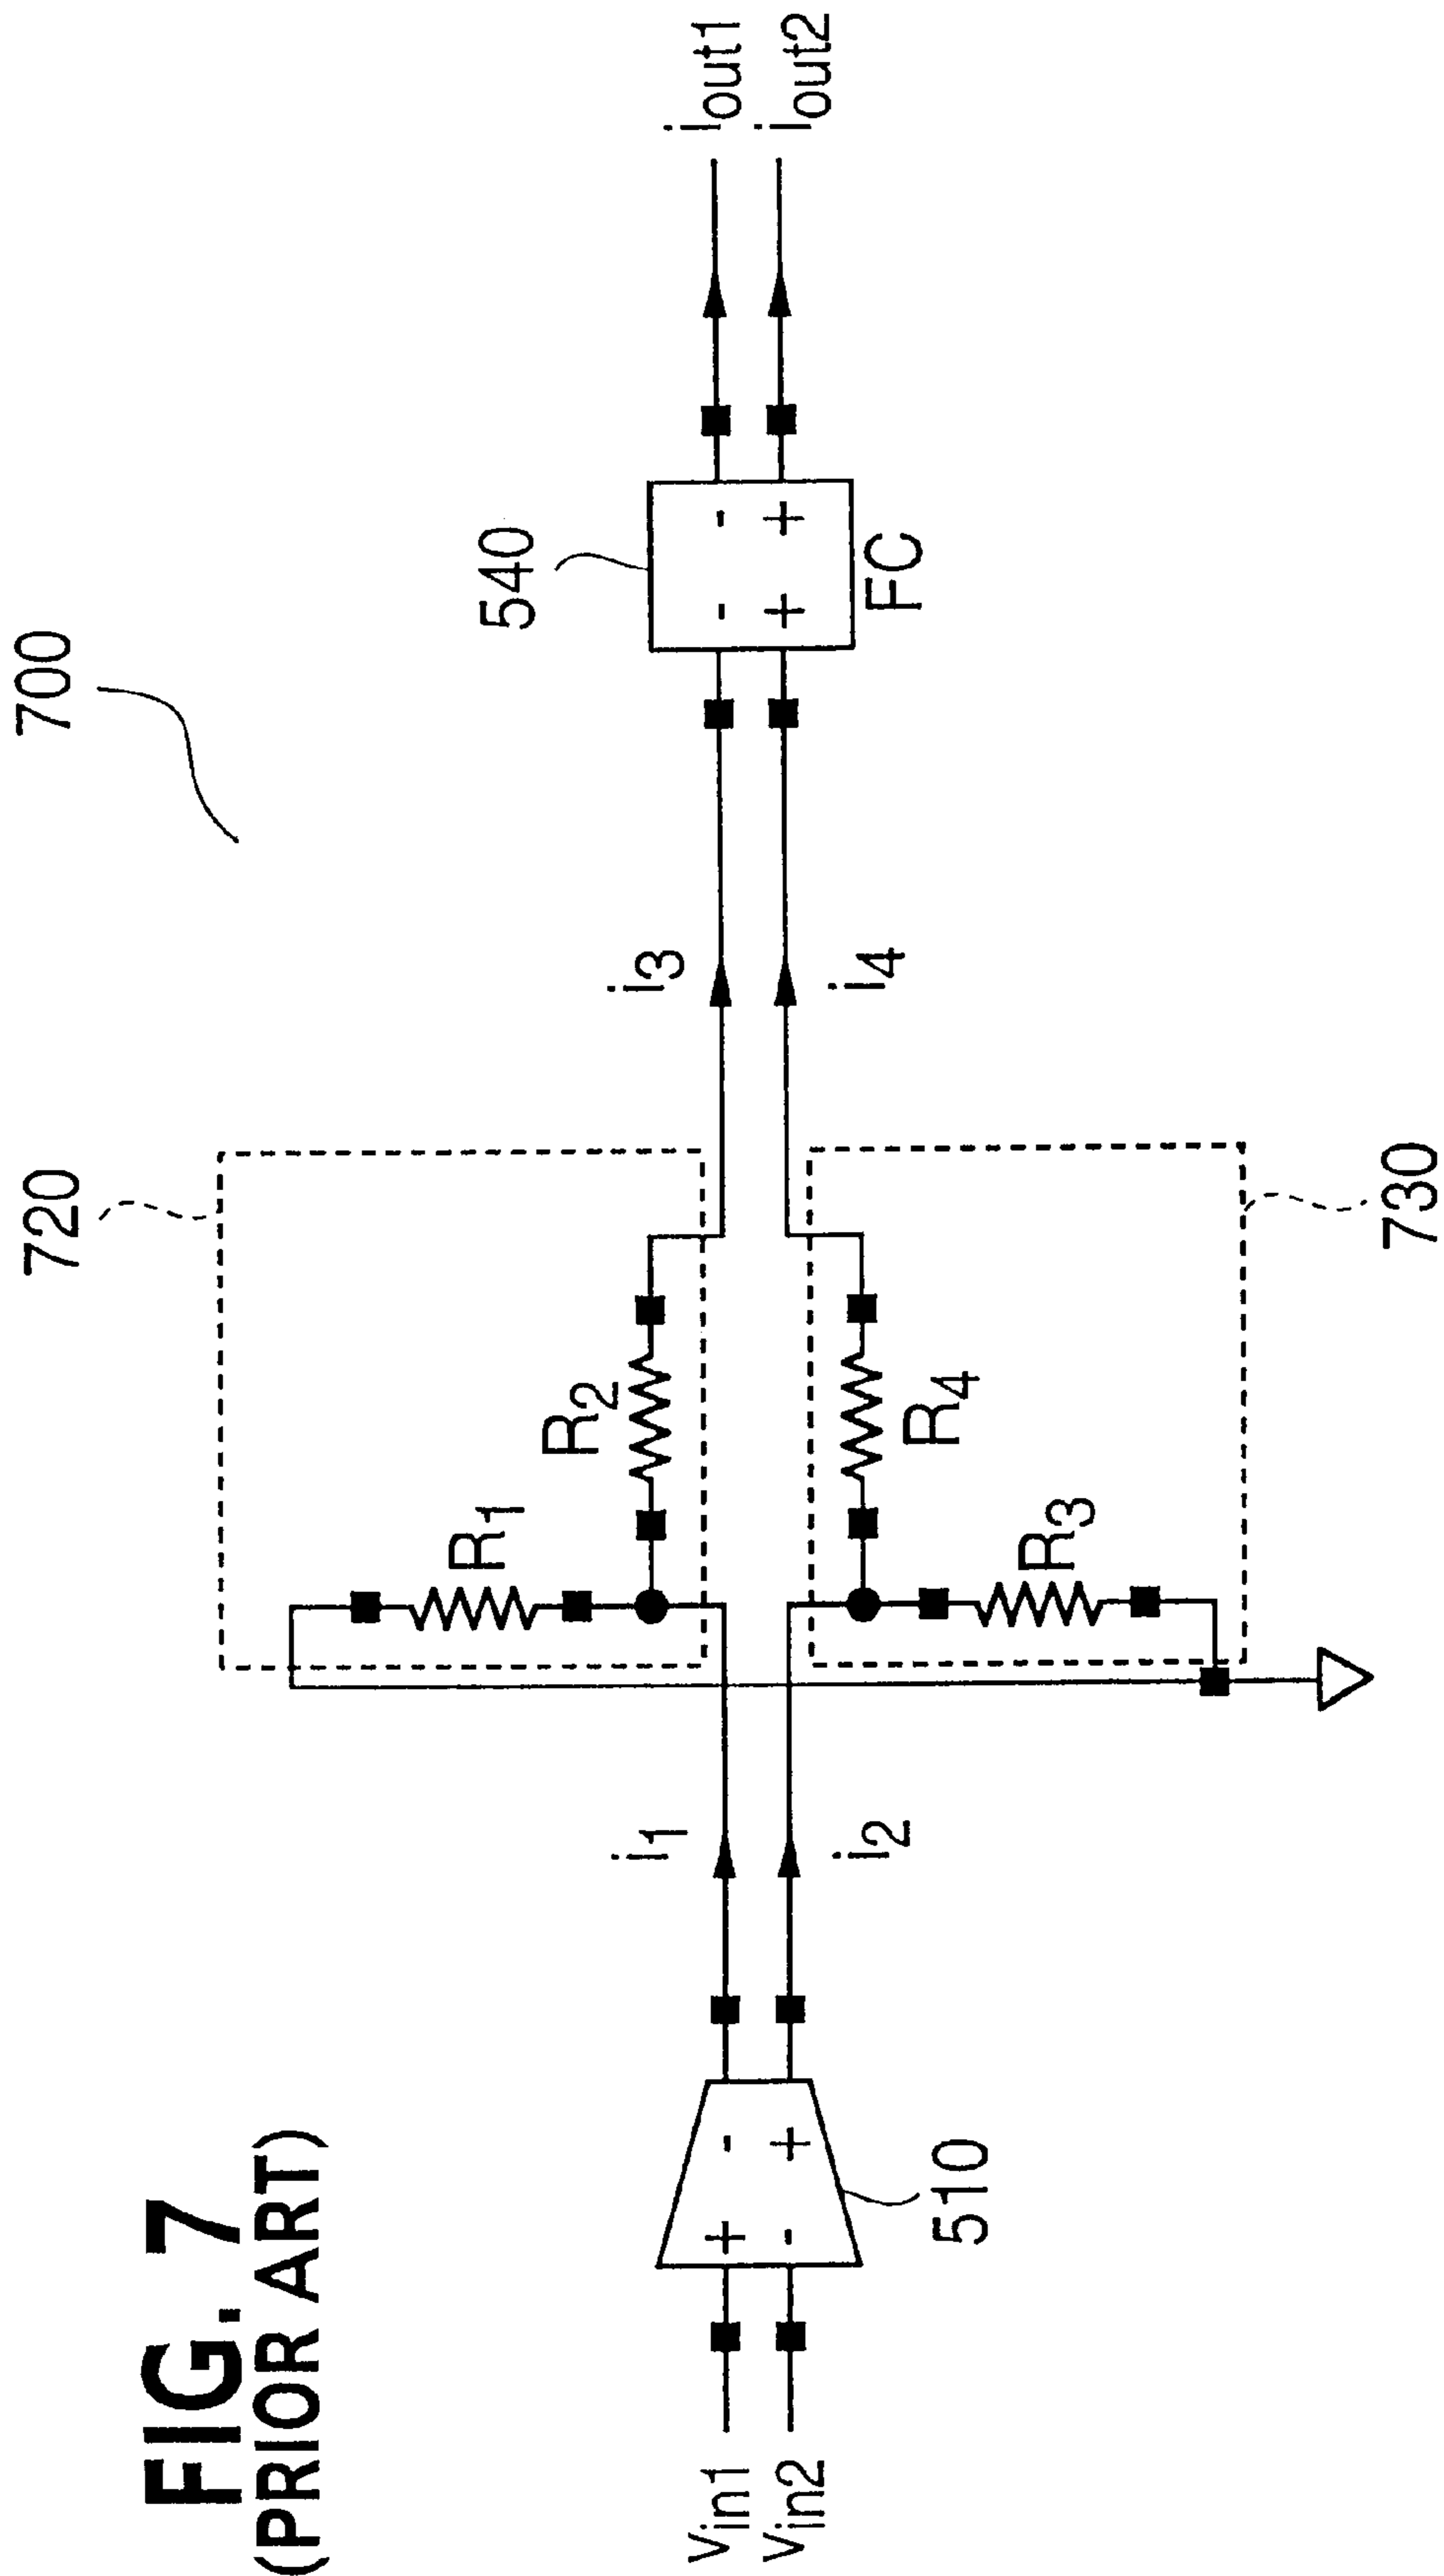 FIG. 7
(PRIOR ART)
700
720
540
R1
R2
i1
i3
iout1
vin1
+ -
- -
vin2
- +
+ +
i2
i4
iout2
510
R4
FC
R3
730